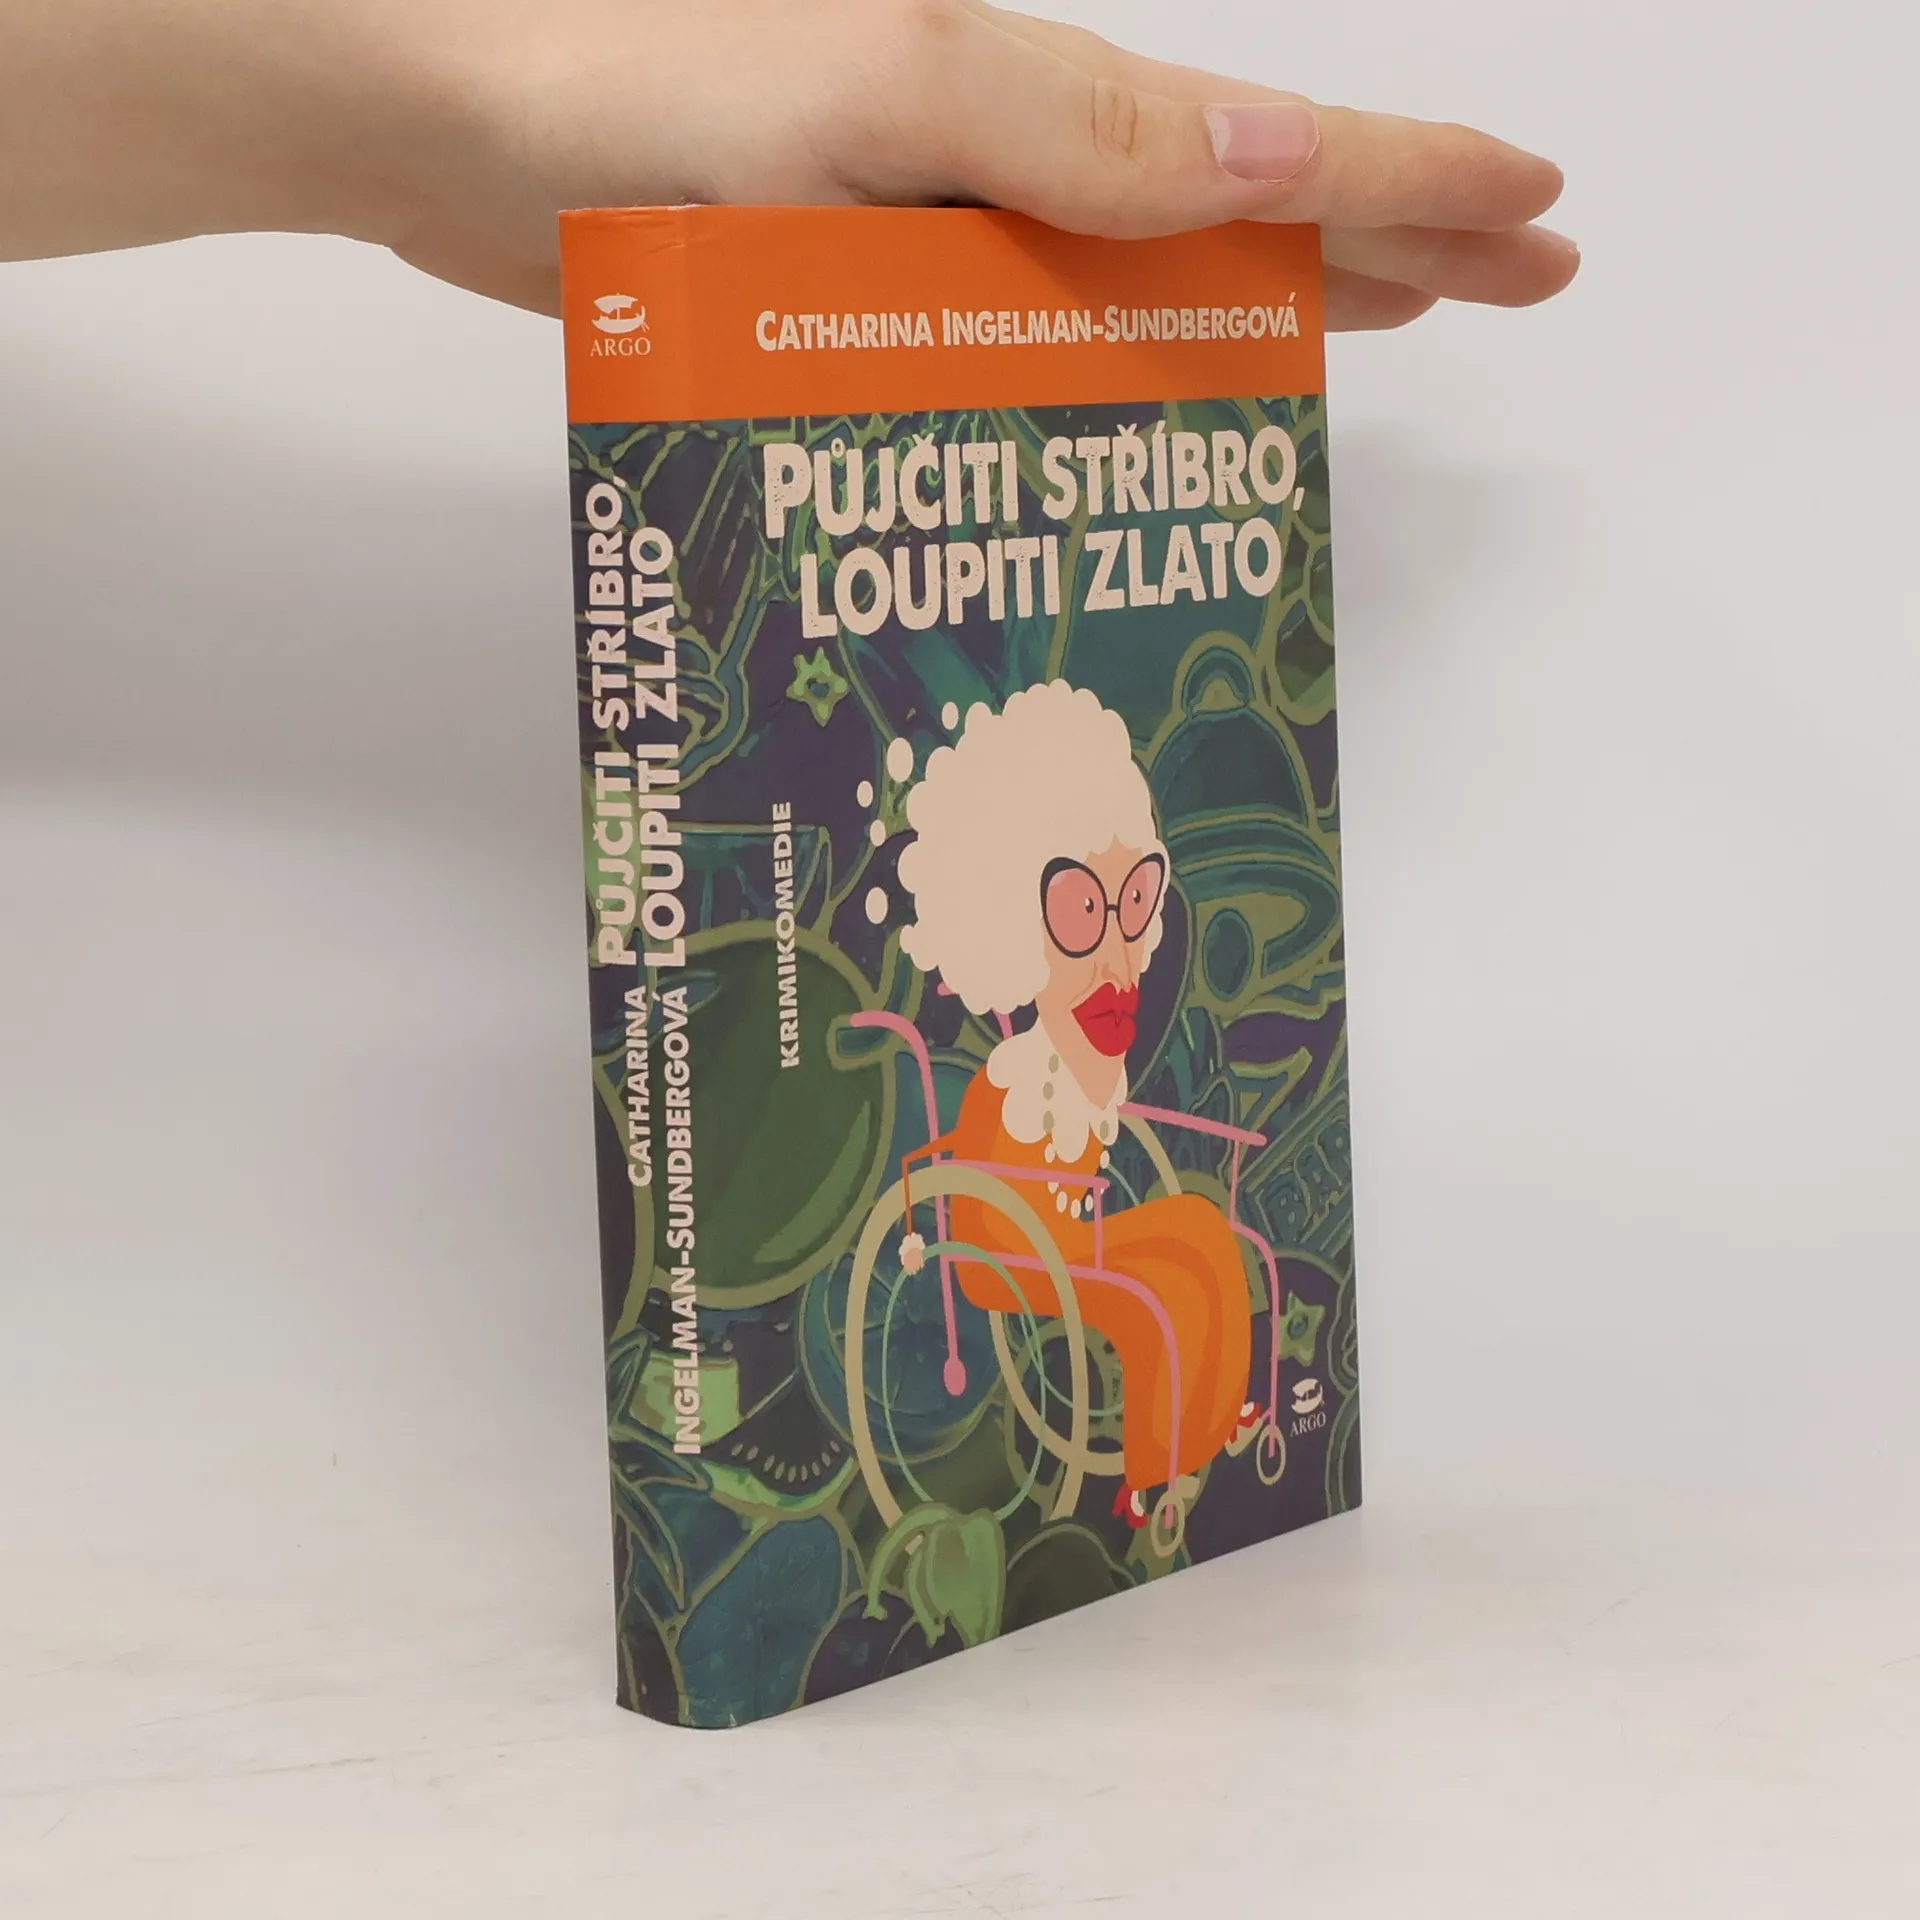 ARGO
PŮJČITI STŘÍBRO,
LOUPITI ZLATO
CATHARINA
INGELMAN-SUNDBERGOVÁ
CATHARINA INGELMAN-SUNDBERGOVÁ
PŮJČITI STŘÍBRO,
LOUPITI ZLATO
KRIMIKOMEDIE
ARGO